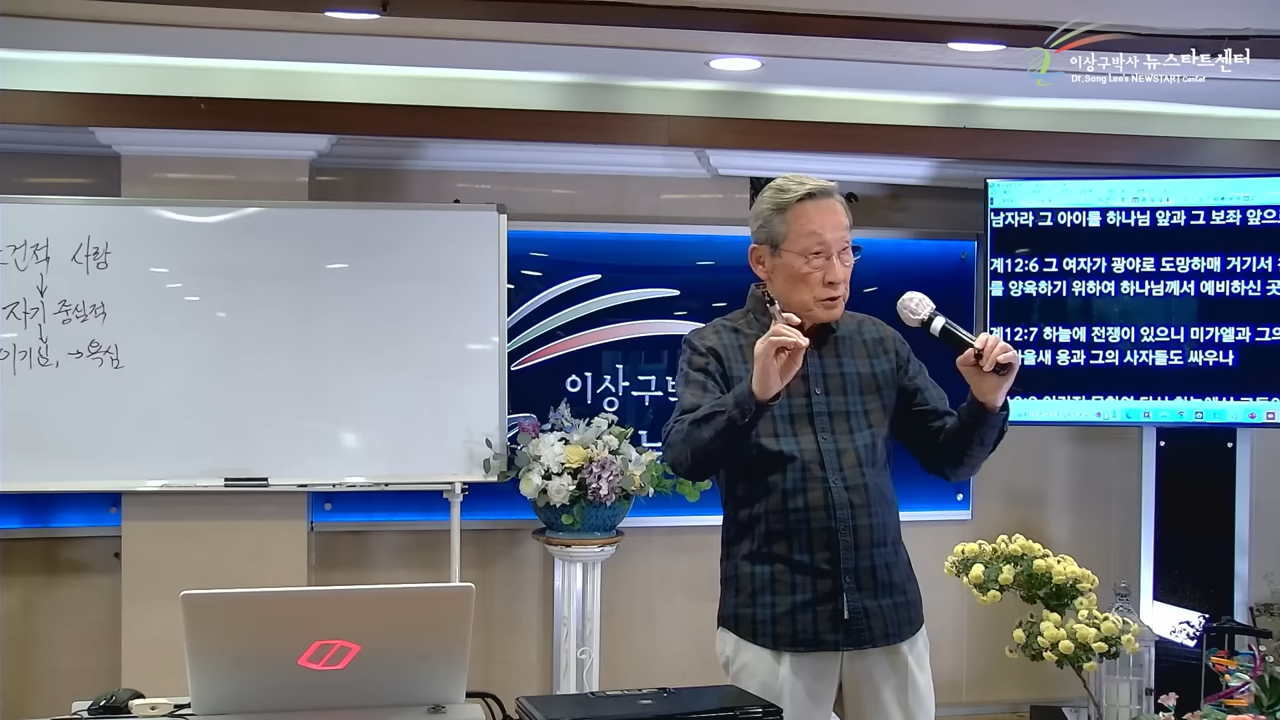 이상구박사 뉴스타트센터
Dr.Sang Lee's NEWSTART Center
건적 사랑
자기 중심적
이기심, → 욕심
이상구
남자라 그 아이를 하나님 앞과 그 보좌 앞으
계12:6 그 여자가 광야로 도망하매 거기서
를 양육하기 위하여 하나님께서 예비하신 곳
계12:7 하늘에 전쟁이 있으니 미가엘과 그의
울새 용과 그의 사자들도 싸우나